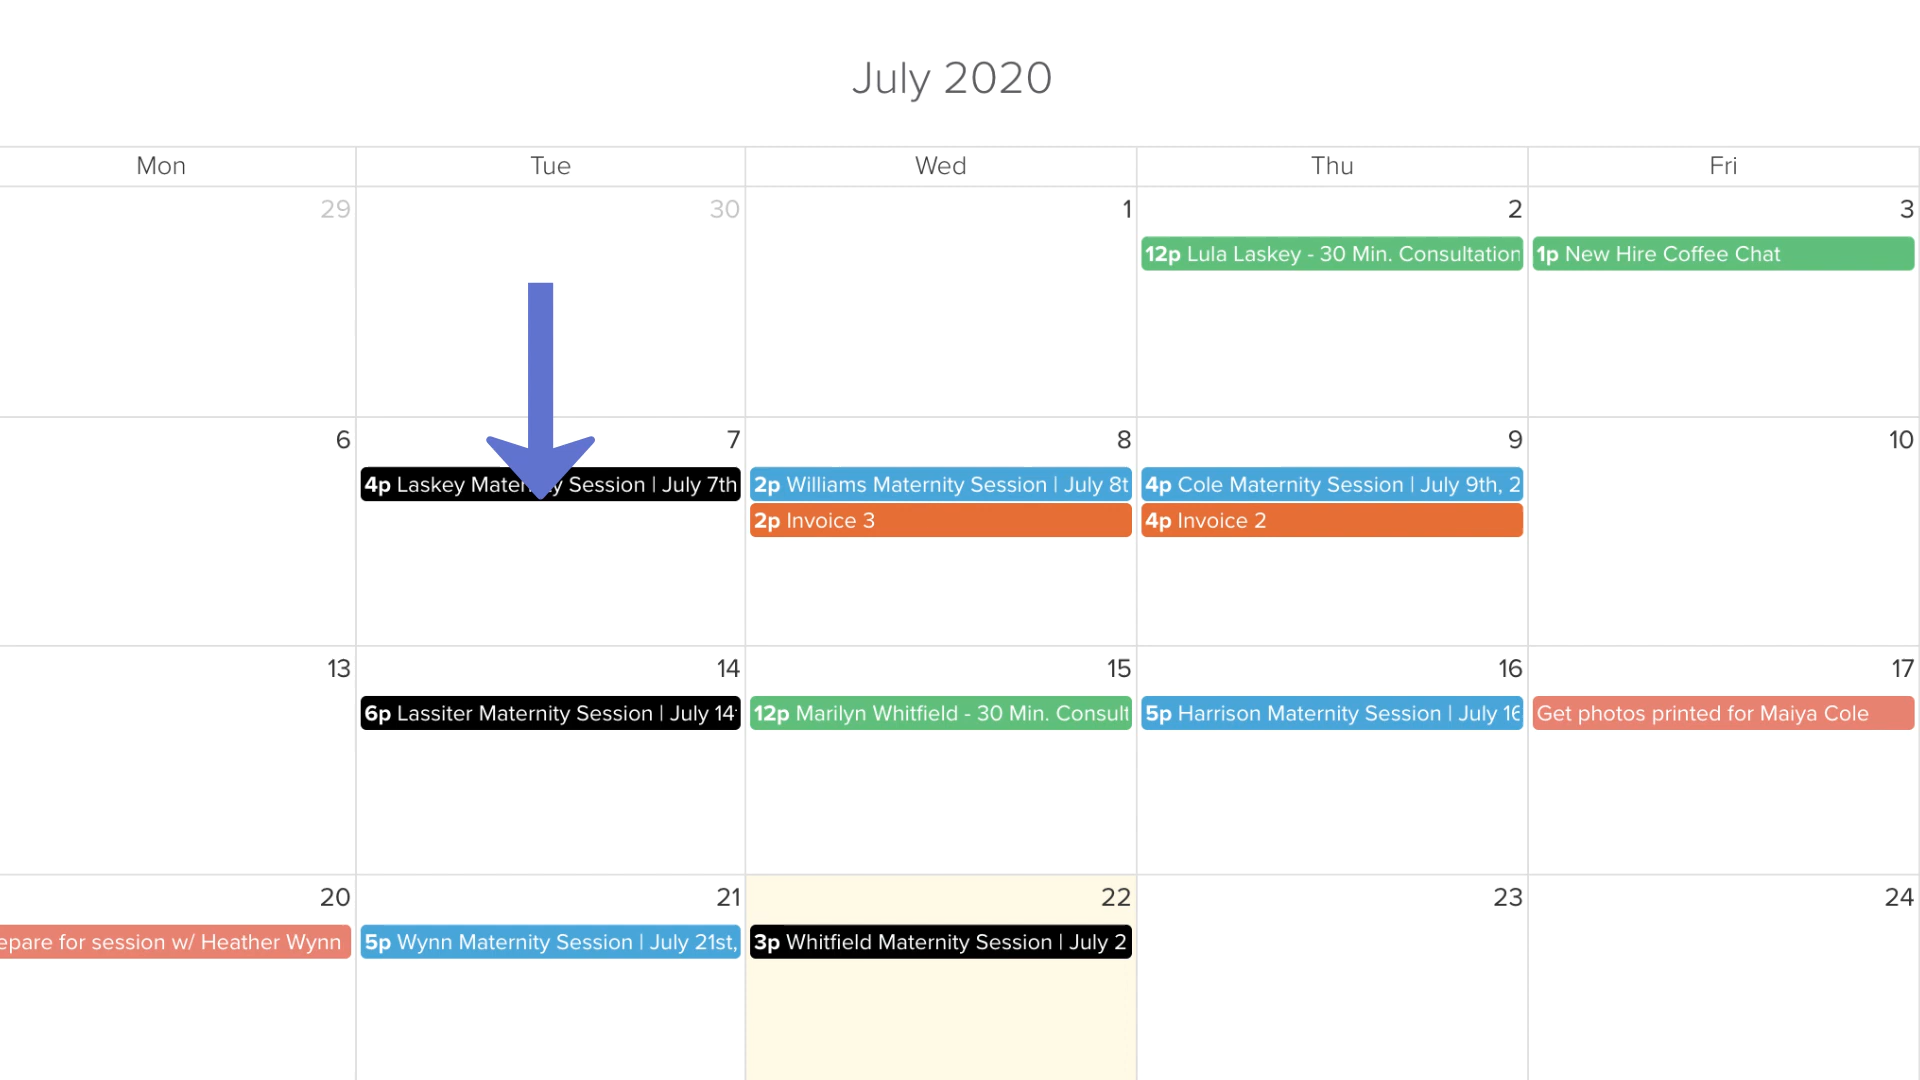 July 2020
Mon Tue Wed Thu Fri
29 30 1 2 3
12p Lula Laskey - 30 Min. Consultation 1p New Hire Coffee Chat
6 7 8 9 10
4p Laskey Maternity Session | July 7th 2p Williams Maternity Session | July 8t 4p Cole Maternity Session | July 9th, 2
2p Invoice 3 4p Invoice 2
13 14 15 16 17
6p Lassiter Maternity Session | July 14 12p Marilyn Whitfield - 30 Min. Consult 5p Harrison Maternity Session | July 16 Get photos printed for Maiya Cole
20 21 22 23 24
epare for session w/ Heather Wynn 5p Wynn Maternity Session | July 21st, 3p Whitfield Maternity Session | July 2